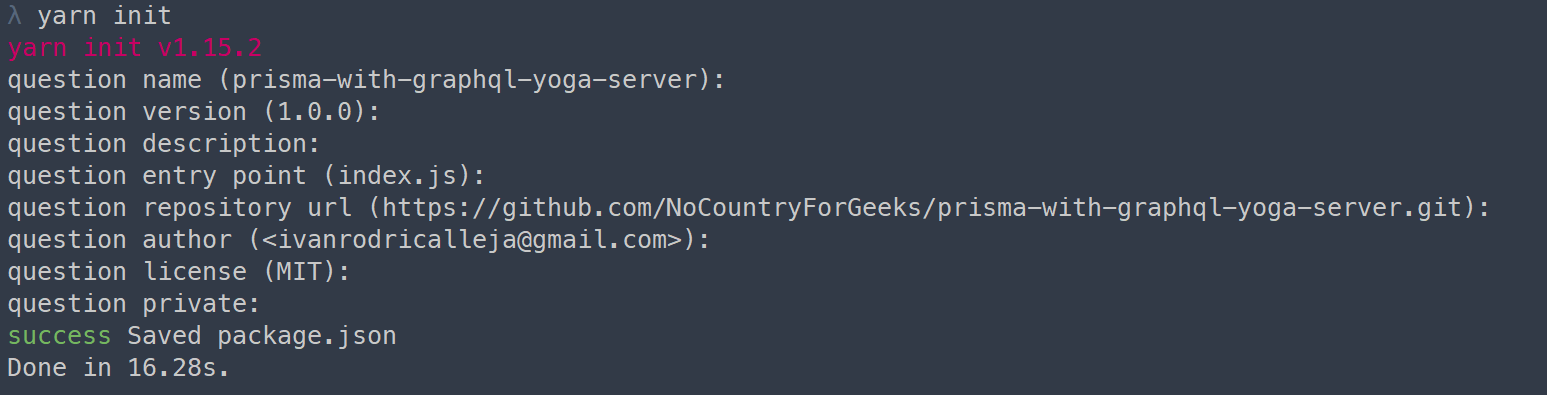 λ yarn init
yarn init v1.15.2
question name (prisma-with-graphql-yoga-server):
question version (1.0.0):
question description:
question entry point (index.js):
question repository url (https://github.com/NoCountryForGeeks/prisma-with-graphql-yoga-server.git):
question author (<ivanrodricalleja@gmail.com>):
question license (MIT):
question private:
success Saved package.json
Done in 16.28s.